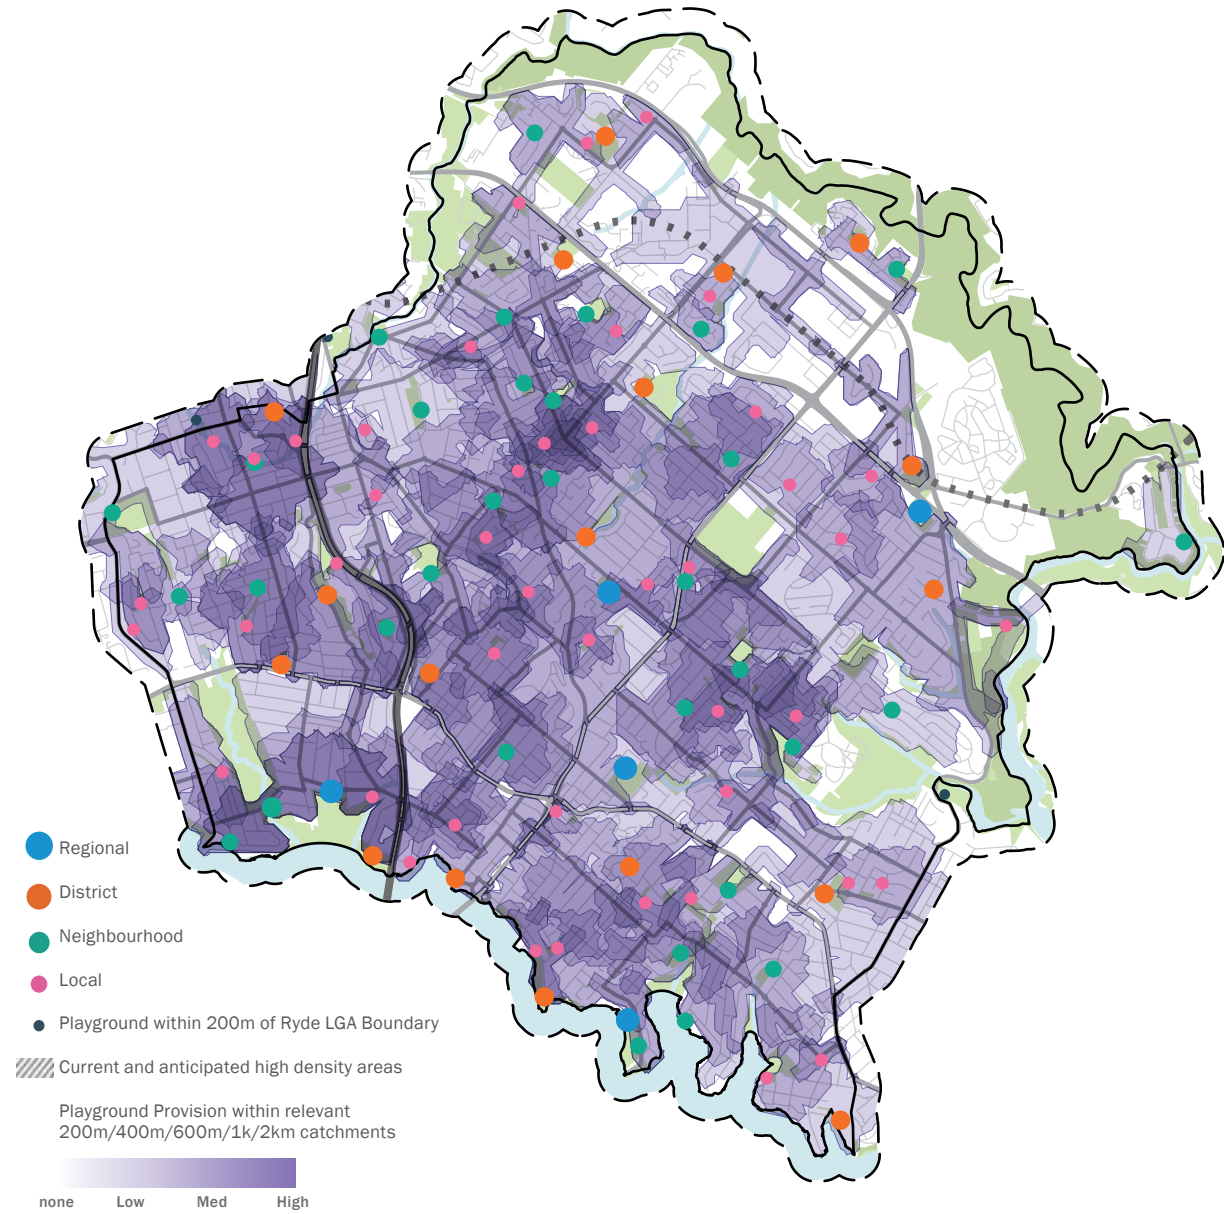 Regional
District
Neighbourhood
Local
Playground within 200m of Ryde LGA Boundary
Current and anticipated high density areas
Playground Provision within relevant
200m/400m/600m/1k/2km catchments
none Low Med High